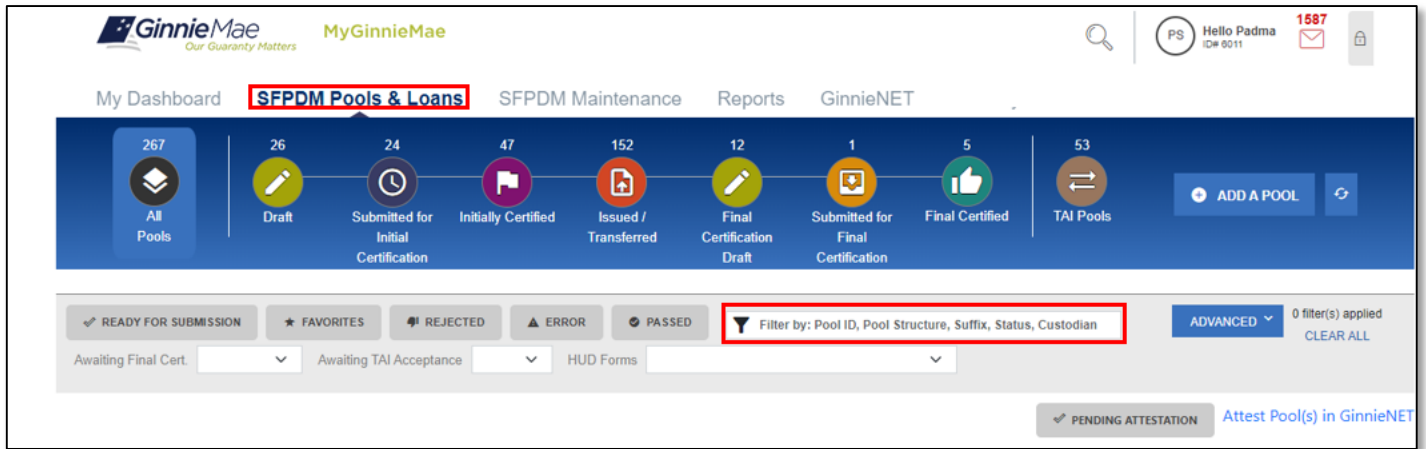 GinnieMae
Our Guaranty Matters
MyGinnieMae
PS
Hello Padma
ID# 6011
1587
My Dashboard SFPDM Pools & Loans SFPDM Maintenance Reports GinnieNET
267
All
Pools
26
Draft
24
Submitted for
Initial
Certification
47
Initially Certified
152
Issued /
Transferred
12
Final
Certification
Draft
1
Submitted for
Final
Certification
5
Final Certified
53
TAI Pools
ADD A POOL
READY FOR SUBMISSION FAVORITES REJECTED ERROR PASSED Filter by: Pool ID, Pool Structure, Suffix, Status, Custodian ADVANCED 0 filter(s) applied
CLEAR ALL
Awaiting Final Cert. Awaiting TAI Acceptance HUD Forms
PENDING ATTESTATION Attest Pool(s) in GinnieNET